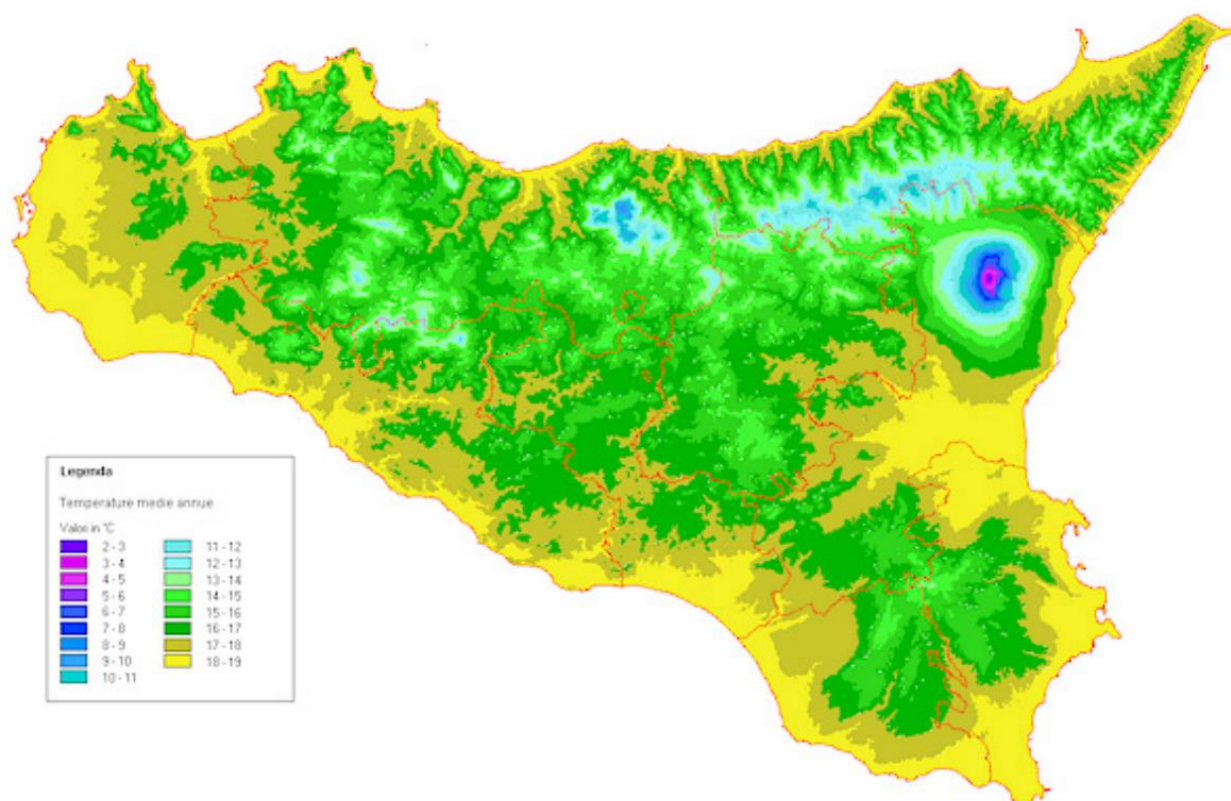 Legenda
Temperature medie annue
Valori in °C
2 - 3
3 - 4
4 - 5
5 - 6
6 - 7
7 - 8
8 - 9
9 - 10
10 - 11
11 - 12
12 - 13
13 - 14
14 - 15
15 - 16
16 - 17
17 - 18
18 - 19